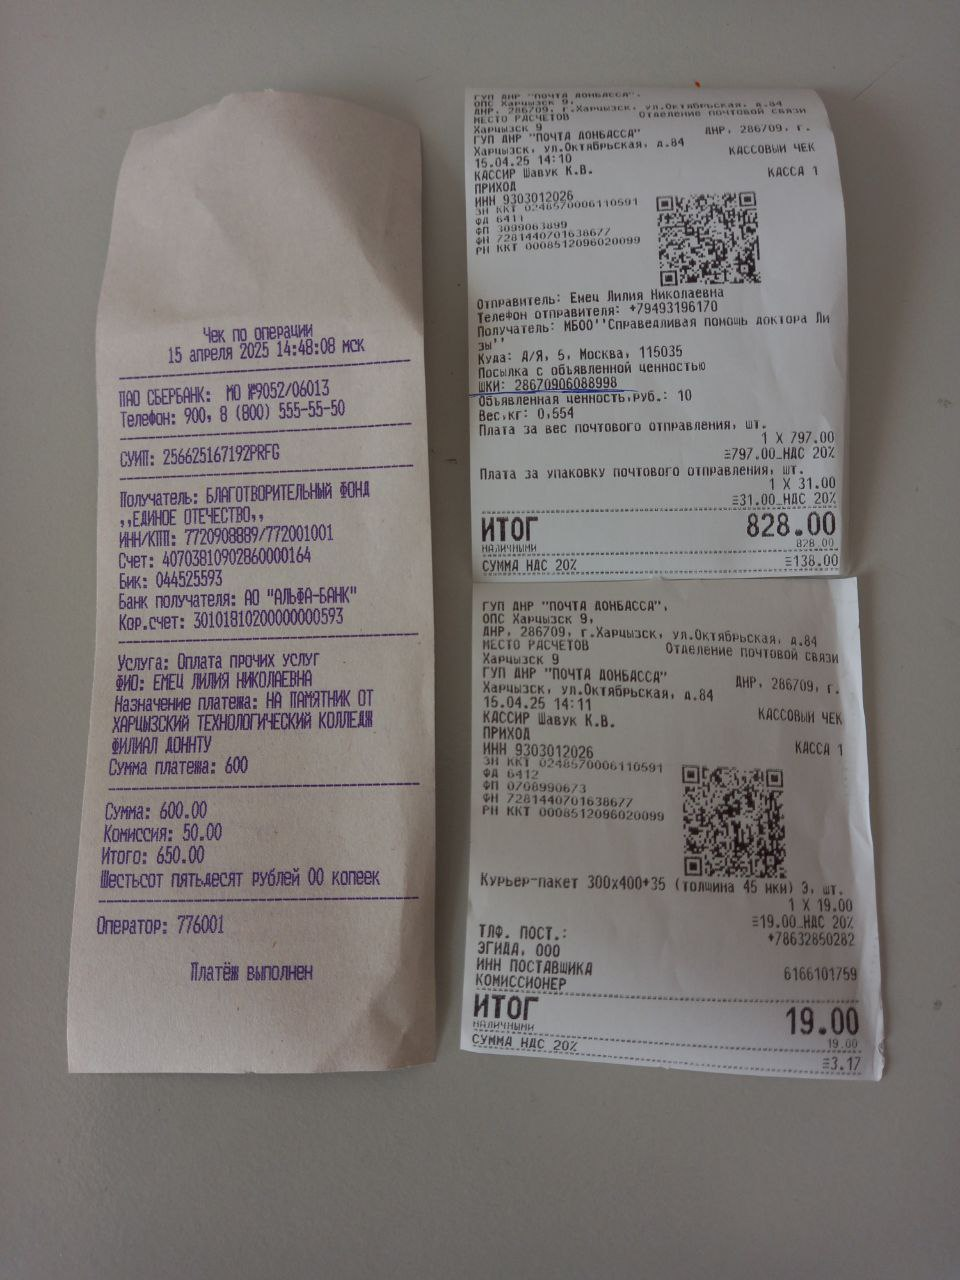 Чек по операции
15 апреля 2025 14:48:08 мск
ПАО СБЕРБАНК: МО №9052/06013
Телефон: 900, 8 (800) 555-55-50
СУИП: 256625167192PRFG
Получатель: БЛАГОТВОРИТЕЛЬНЫЙ ФОНД
,,ЕДИНОЕ ОТЕЧЕСТВО,,
ИНН/КПП: 7720908889/772001001
Счет: 40703810902860000164
Бик: 044525593
Банк получателя: АО "АЛЬФА-БАНК"
Кор.счет: 30101810200000000593
Услуга: Оплата прочих услуг
ФИО: ЕМЕЦ ЛИЛИЯ НИКОЛАЕВНА
Назначение платежа: НА ПАМЯТНИК ОТ
ХАРЦЫЗСКИЙ ТЕХНОЛОГИЧЕСКИЙ КОЛЛЕДЖ
ФИЛИАЛ ДОННТУ
Сумма платежа: 600
Сумма: 600.00
Комиссия: 50.00
Итого: 650.00
Шестьсот пятьдесят рублей 00 копеек
Оператор: 776001
Платёж выполнен
ГУП ДНР "ПОЧТА ДОНБАССА",
ОПС Харцызск 9,
ДНР, 286709, г.Харцызск, ул.Октябрьская, д.84
МЕСТО РАСЧЕТОВ Отделение почтовой связи
Харцызск 9
ГУП ДНР "ПОЧТА ДОНБАССА" ДНР, 286709, г.
Харцызск, ул.Октябрьская, д.84
15.04.25 14:10 КАССОВЫЙ ЧЕК
КАССИР Шавук К.В. КАССА 1
ПРИХОД
ИНН 9303012026
ЗН ККТ 0248570006110591
ФД 6411
ФП 3099063899
ФН 7281440701638677
РН ККТ 0008512096020099
Отправитель: Емец Лилия Николаевна
Телефон отправителя: +79493196170
Получатель: МБОО''Справедливая помощь доктора Ли
зы''
Куда: А/Я, 5, Москва, 115035
Посылка с объявленной ценностью
ШКИ: 28670906088998
Объявленная ценность,руб.: 10
Вес,кг: 0,554
Плата за вес почтового отправления, шт.
1 X 797.00
=797.00_НДС 20%
Плата за упаковку почтового отправления, шт.
1 X 31.00
=31.00_НДС 20%
ИТОГ 828.00
НАЛИЧНЫМИ 828.00
СУММА НДС 20% =138.00
ГУП ДНР "ПОЧТА ДОНБАССА",
ОПС Харцызск 9,
ДНР, 286709, г.Харцызск, ул.Октябрьская, д.84
МЕСТО РАСЧЕТОВ Отделение почтовой связи
Харцызск 9
ГУП ДНР "ПОЧТА ДОНБАССА" ДНР, 286709, г.
Харцызск, ул.Октябрьская, д.84
15.04.25 14:11 КАССОВЫЙ ЧЕК
КАССИР Шавук К.В.
ПРИХОД КАССА 1
ИНН 9303012026
ЗН ККТ 0248570006110591
ФД 6412
ФП 0708990673
ФН 7281440701638677
РН ККТ 0008512096020099
Курьер-пакет 300х400+35 (толщина 45 мки) Э, шт.
1 X 19.00
=19.00_НДС 20%
ТЛФ. ПОСТ.: +78632850282
ЭГИДА, ООО
ИНН ПОСТАВЩИКА 6166101759
КОМИССИОНЕР
ИТОГ 19.00
НАЛИЧНЫМИ 19.00
СУММА НДС 20% =3.17